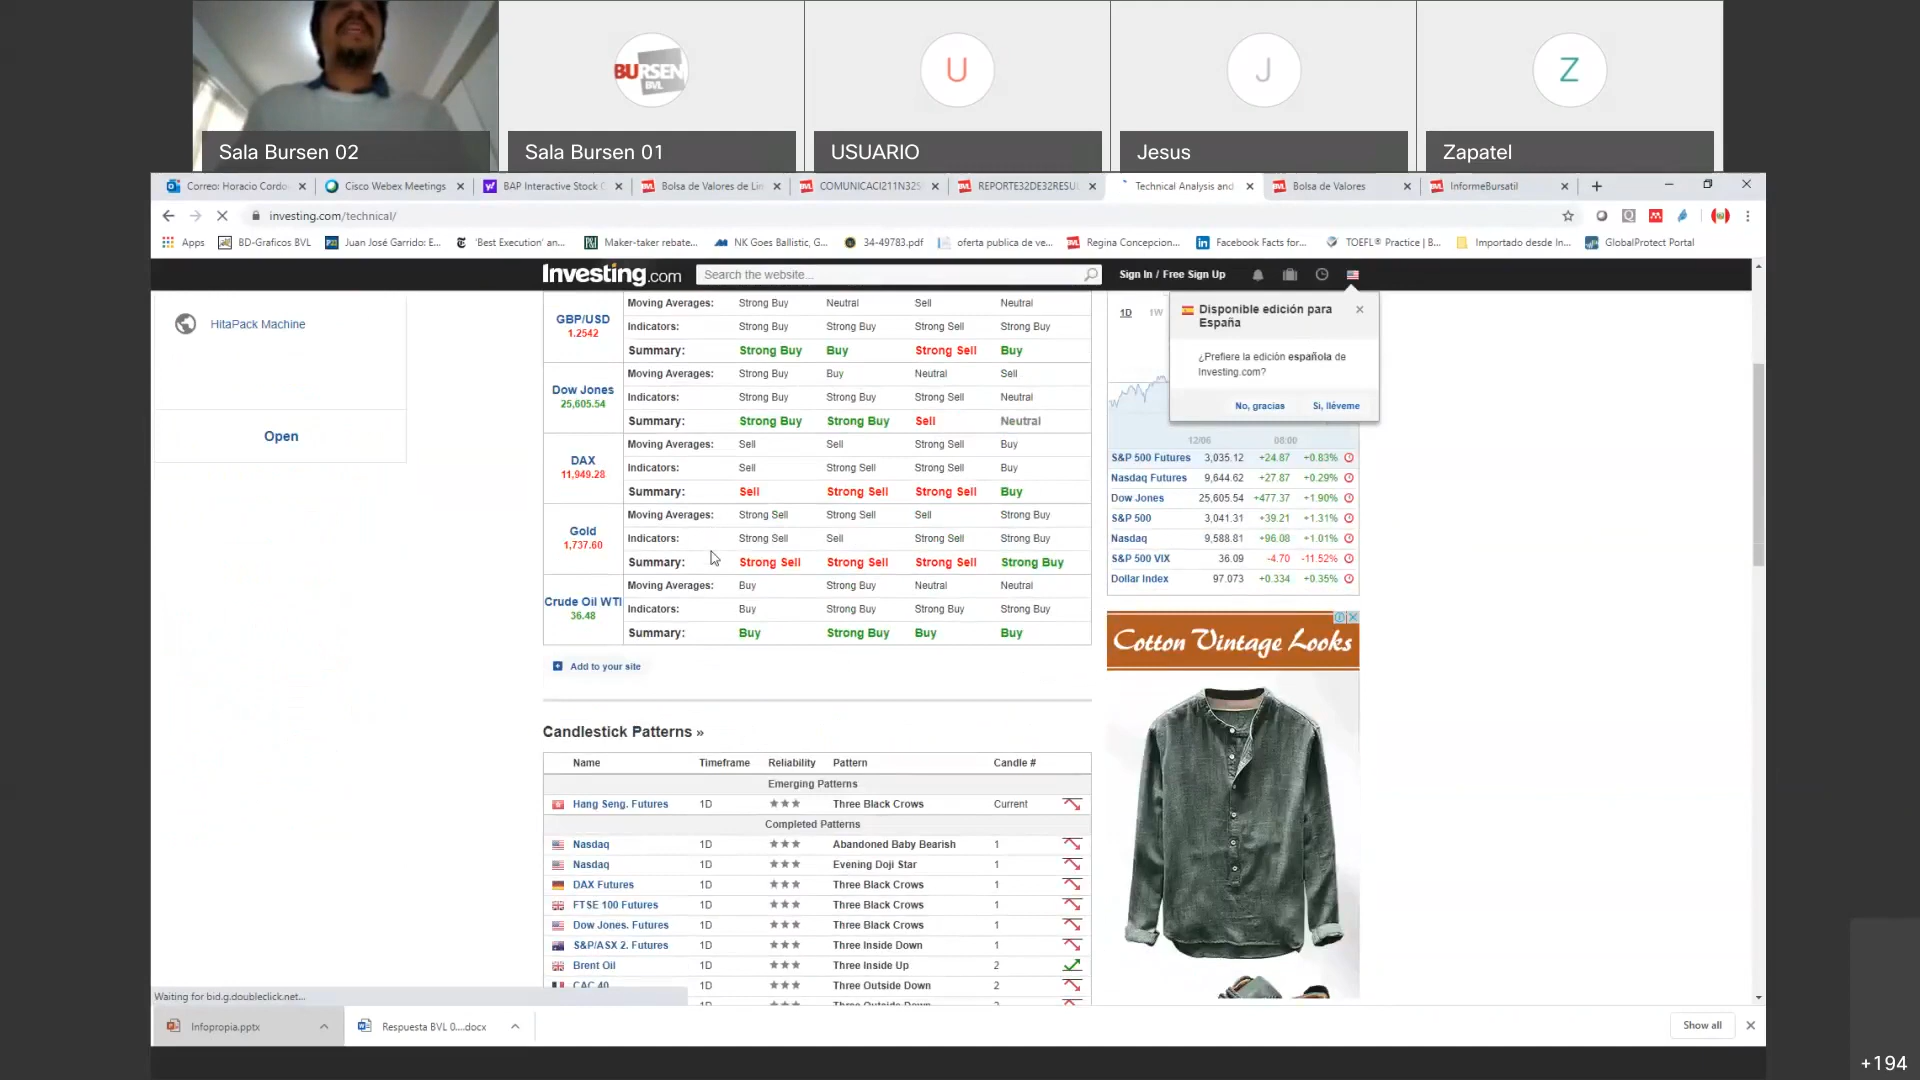 BURSEN
BVL
U
J
Z
Sala Bursen 02
Sala Bursen 01
USUARIO
Jesus
Zapatel
Correo: Horacio Cordo
Cisco Webex Meetings
BAP Interactive Stock C
Bolsa de Valores de Lim
COMUNICACI211N32S
REPORTE32DE32RESUL
Technical Analysis and
Bolsa de Valores
InformeBursatil
investing.com/technical/
Apps
BD-Graficos BVL
Juan José Garrido: E...
'Best Execution' an...
Maker-taker rebate...
NK Goes Ballistic, G...
34-49783.pdf
oferta publica de ve...
Regina Concepcion...
Facebook Facts for...
TOEFL® Practice | B...
Importado desde In...
GlobalProtect Portal
Investing.com
Search the website...
Sign In / Free Sign Up
HitaPack Machine
Open
GBP/USD
1.2542
Moving Averages: Strong Buy Neutral Sell Neutral
Indicators: Strong Buy Strong Buy Strong Sell Strong Buy
Summary: Strong Buy Buy Strong Sell Buy
Dow Jones
25,605.54
Moving Averages: Strong Buy Buy Neutral Sell
Indicators: Strong Buy Strong Buy Strong Sell Neutral
Summary: Strong Buy Strong Buy Sell Neutral
DAX
11,949.28
Moving Averages: Sell Sell Strong Sell Buy
Indicators: Sell Strong Sell Strong Sell Buy
Summary: Sell Strong Sell Strong Sell Buy
Gold
1,737.60
Moving Averages: Strong Sell Strong Sell Sell Strong Buy
Indicators: Strong Sell Sell Strong Sell Strong Buy
Summary: Strong Sell Strong Sell Strong Sell Strong Buy
Crude Oil WTI
36.48
Moving Averages: Buy Strong Buy Neutral Neutral
Indicators: Buy Strong Buy Strong Buy Strong Buy
Summary: Buy Strong Buy Buy Buy
Add to your site
Candlestick Patterns »
Name Timeframe Reliability Pattern Candle #
Emerging Patterns
Hang Seng. Futures 1D ★★★ Three Black Crows Current
Completed Patterns
Nasdaq 1D ★★★ Abandoned Baby Bearish 1
Nasdaq 1D ★★★ Evening Doji Star 1
DAX Futures 1D ★★★ Three Black Crows 1
FTSE 100 Futures 1D ★★★ Three Black Crows 1
Dow Jones. Futures 1D ★★★ Three Black Crows 1
S&P/ASX 2. Futures 1D ★★★ Three Inside Down 1
Brent Oil 1D ★★★ Three Inside Up 2
CAC 40 1D ★★★ Three Outside Down 2
1D 1W
Disponible edición para
España
¿Prefiere la edición española de
Investing.com?
No, gracias
Si, lléveme
12/06 08:00
S&P 500 Futures 3,035.12 +24.87 +0.83%
Nasdaq Futures 9,644.62 +27.87 +0.29%
Dow Jones 25,605.54 +477.37 +1.90%
S&P 500 3,041.31 +39.21 +1.31%
Nasdaq 9,588.81 +96.08 +1.01%
S&P 500 VIX 36.09 -4.70 -11.52%
Dollar Index 97.073 +0.334 +0.35%
Cotton Vintage Looks
Waiting for bid.g.doubleclick.net...
Infopropia.pptx
Respuesta BVL 0....docx
Show all
+194